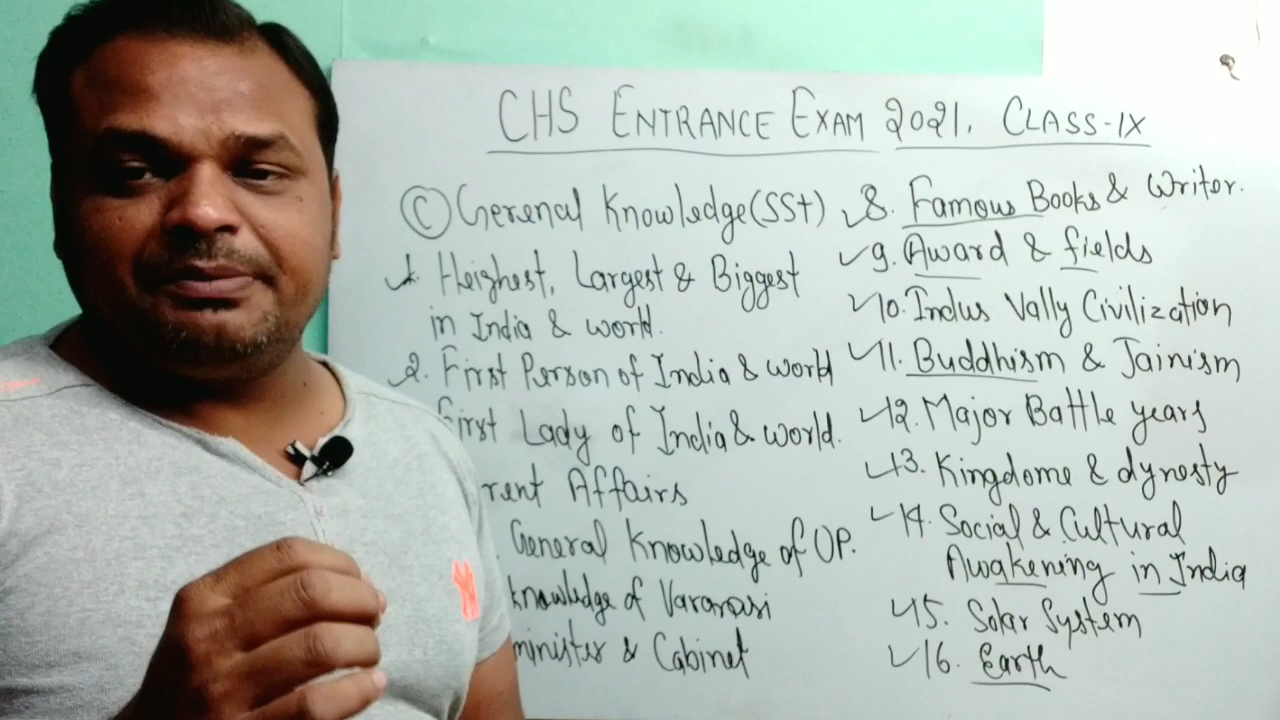 CHS ENTRANCE EXAM 2021. CLASS-IX
Ⓒ Gerenal Knowledge (SSt)
1. Heighest, Largest & Biggest
in India & world.
2. First Person of India & world
First Lady of India & world.
rent Affairs
General Knowledge of UP.
knowledge of Varanasi
minister & Cabinet
8. Famous Books & Writer.
9. Award & fields
10. Indus Vally Civilization
11. Buddhism & Jainism
12. Major Battle years
13. Kingdome & dynesty
14. Social & Cultural
Awakening in India
15. Solar System
16. Earth